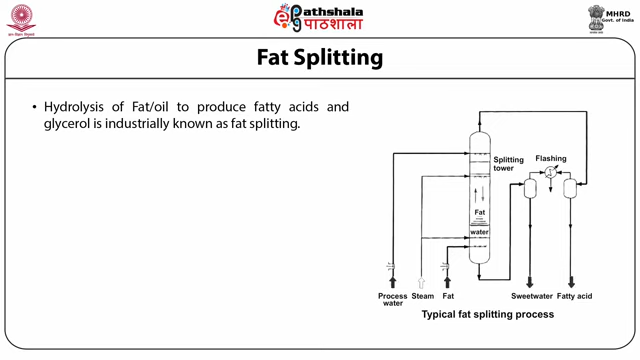 ePathshala
पाठशाला
MHRD
Govt. of India
Fat Splitting
• Hydrolysis of Fat/oil to produce fatty acids and
glycerol is industrially known as fat splitting.
Splitting
tower
Flashing
Fat
water
Process
water
Steam
Fat
Sweetwater
Fatty acid
Typical fat splitting process